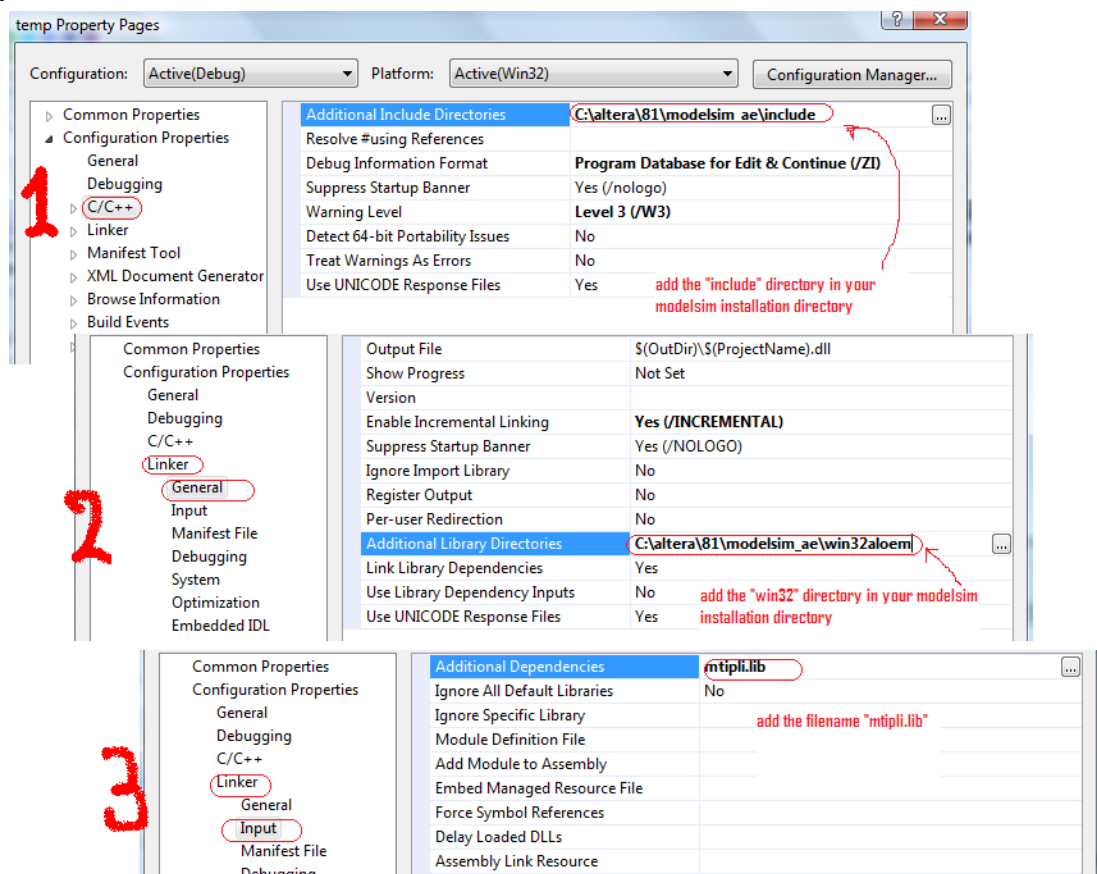 temp Property Pages
Configuration: Active(Debug) Platform: Active(Win32) Configuration Manager...
Common Properties
Configuration Properties
General
Debugging
C/C++
Linker
Manifest Tool
XML Document Generator
Browse Information
Build Events
1
Additional Include Directories C:\altera\81\modelsim_ae\include ...
Resolve #using References
Debug Information Format Program Database for Edit & Continue (/ZI)
Suppress Startup Banner Yes (/nologo)
Warning Level Level 3 (/W3)
Detect 64-bit Portability Issues No
Treat Warnings As Errors No
Use UNICODE Response Files Yes
add the "include" directory in your
modelsim installation directory
2
Common Properties
Configuration Properties
General
Debugging
C/C++
Linker
General
Input
Manifest File
Debugging
System
Optimization
Embedded IDL
Output File $(OutDir)\$(ProjectName).dll
Show Progress Not Set
Version
Enable Incremental Linking Yes (/INCREMENTAL)
Suppress Startup Banner Yes (/NOLOGO)
Ignore Import Library No
Register Output No
Per-user Redirection No
Additional Library Directories C:\altera\81\modelsim_ae\win32aloem ...
Link Library Dependencies Yes
Use Library Dependency Inputs No
Use UNICODE Response Files Yes
add the "win32" directory in your modelsim
installation directory
3
Common Properties
Configuration Properties
General
Debugging
C/C++
Linker
General
Input
Manifest File
Debugging
Additional Dependencies mtipli.lib ...
Ignore All Default Libraries No
Ignore Specific Library
Module Definition File
Add Module to Assembly
Embed Managed Resource File
Force Symbol References
Delay Loaded DLLs
Assembly Link Resource
add the filename "mtipli.lib"